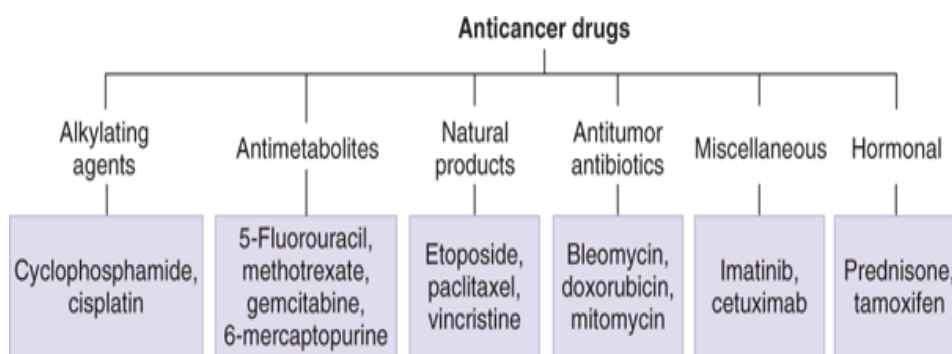 Anticancer drugs
Alkylating
agents
Antimetabolites
Natural
products
Antitumor
antibiotics
Miscellaneous
Hormonal
Cyclophosphamide,
cisplatin
5-Fluorouracil,
methotrexate,
gemcitabine,
6-mercaptopurine
Etoposide,
paclitaxel,
vincristine
Bleomycin,
doxorubicin,
mitomycin
Imatinib,
cetuximab
Prednisone,
tamoxifen